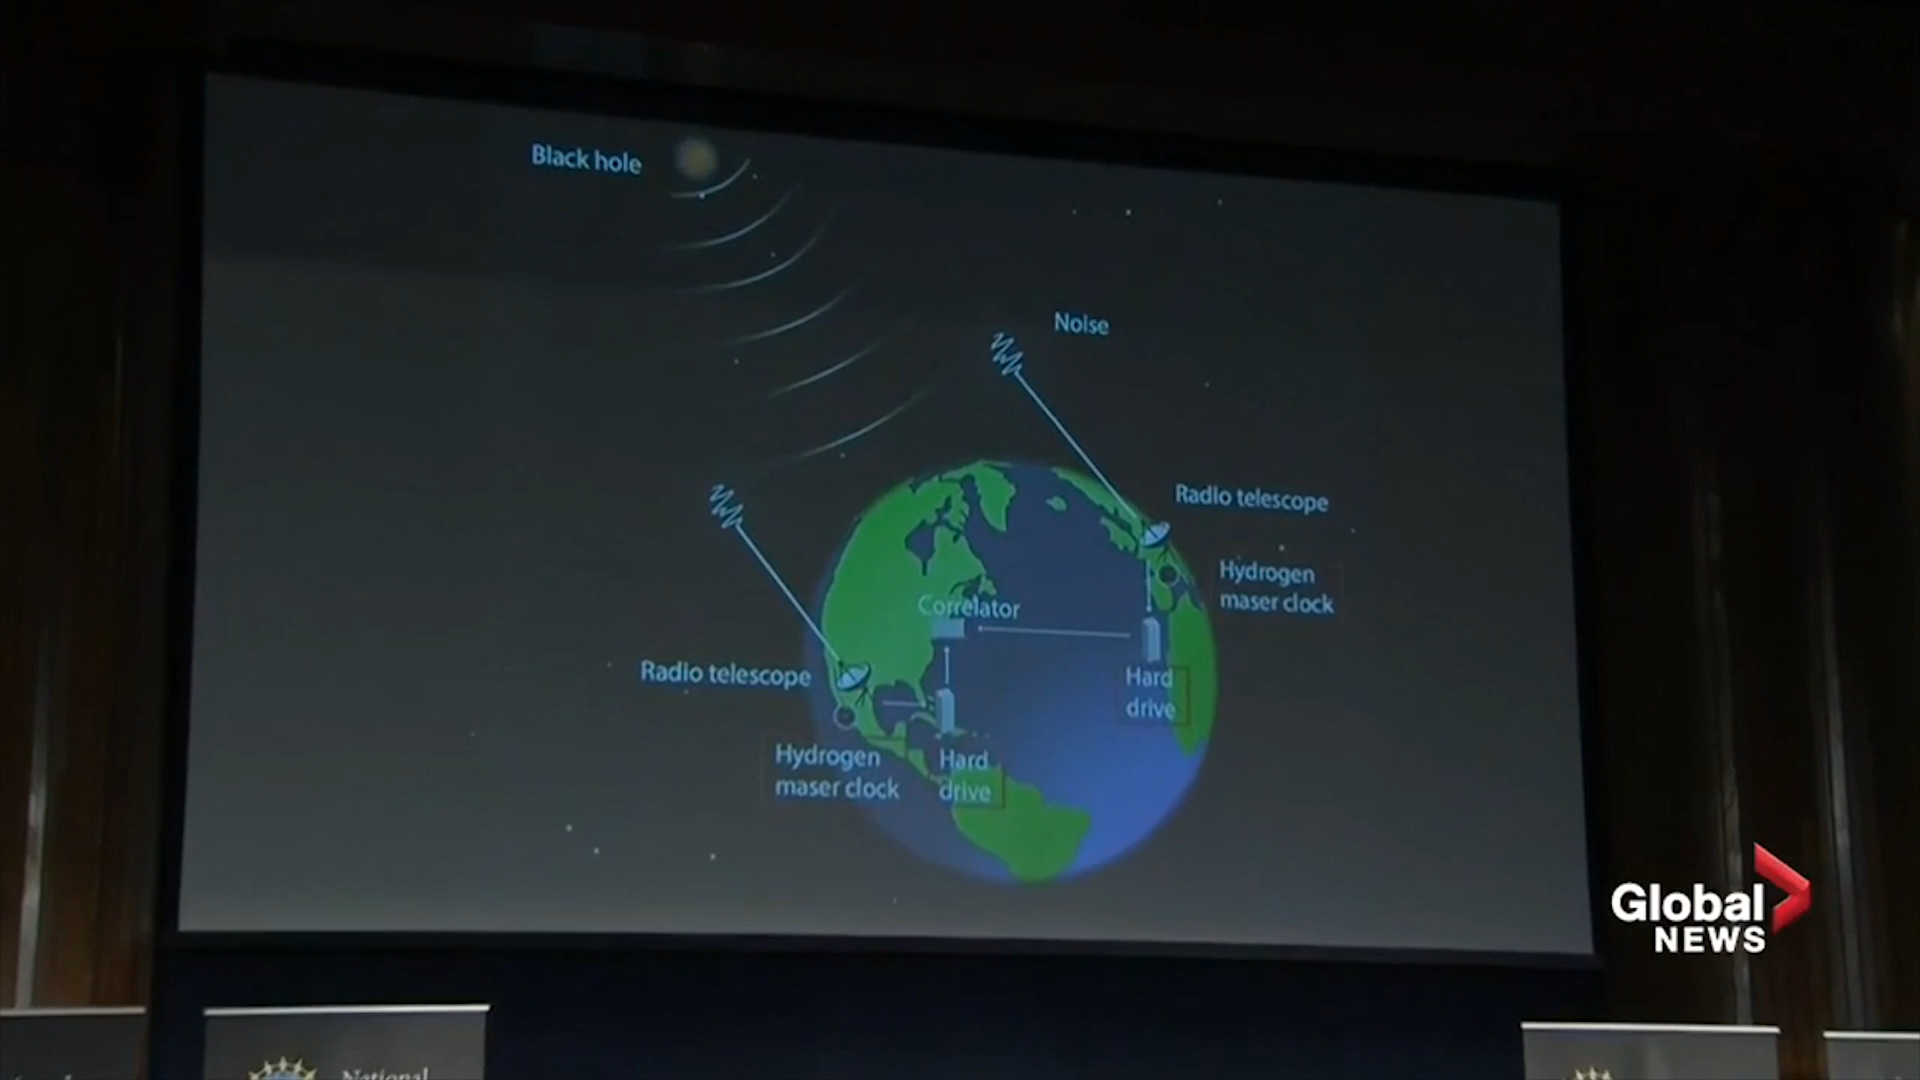 Black hole
Noise
Radio telescope
Hydrogen
maser clock
Correlator
Radio telescope
Hard
drive
Hydrogen
maser clock
Hard
drive
Global
NEWS
National